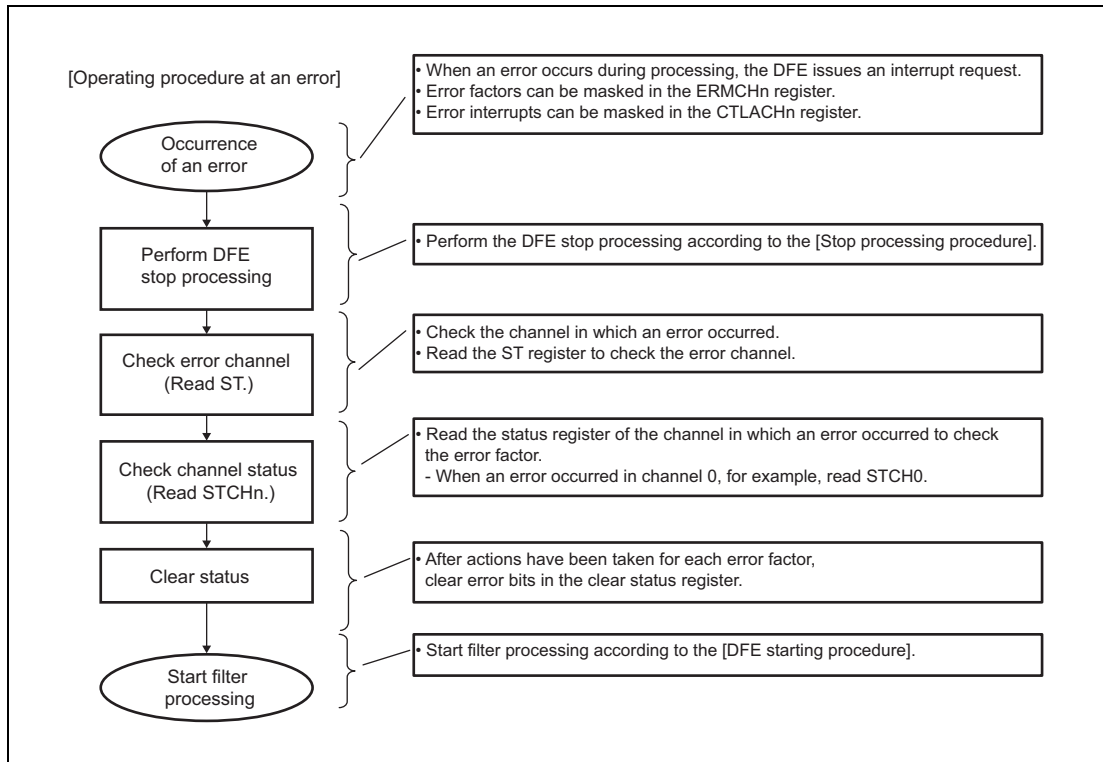 [Operating procedure at an error]
• When an error occurs during processing, the DFE issues an interrupt request.
• Error factors can be masked in the ERMCHn register.
• Error interrupts can be masked in the CTLACHn register.
Occurrence
of an error
Perform DFE
stop processing
• Perform the DFE stop processing according to the [Stop processing procedure].
Check error channel
(Read ST.)
• Check the channel in which an error occurred.
• Read the ST register to check the error channel.
Check channel status
(Read STCHn.)
• Read the status register of the channel in which an error occurred to check
the error factor.
- When an error occurred in channel 0, for example, read STCH0.
Clear status
• After actions have been taken for each error factor,
clear error bits in the clear status register.
Start filter
processing
• Start filter processing according to the [DFE starting procedure].